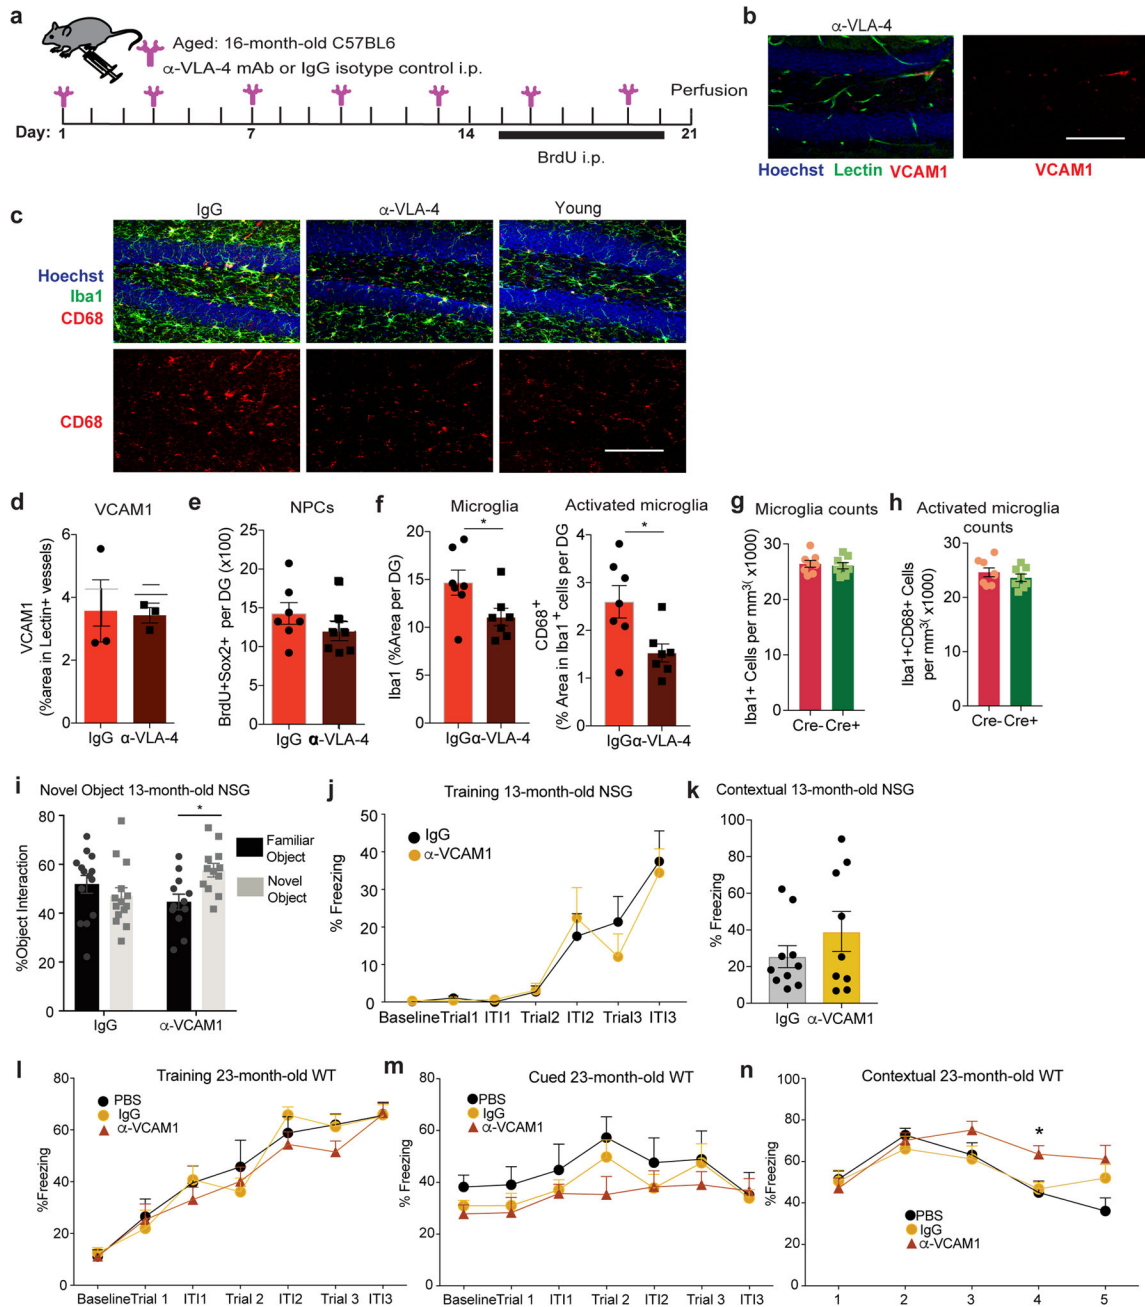 a
Aged: 16-month-old C57BL6
α-VLA-4 mAb or IgG isotype control i.p.
Perfusion
Day: 1 7 14 21
BrdU i.p.
b
α-VLA-4
Hoechst Lectin VCAM1
VCAM1
c
IgG α-VLA-4 Young
Hoechst
Iba1
CD68
CD68
d
VCAM1
VCAM1
(%area in Lectin+ vessels)
6
4
2
0
IgG α-VLA-4
e
NPCs
BrdU+Sox2+ per DG (x100)
25
20
15
10
5
0
IgG α-VLA-4
f
Microglia
*
Iba1 (%Area per DG)
20
15
10
5
0
IgGα-VLA-4
Activated microglia
*
CD68+
(% Area in Iba1+ cells per DG
5
4
3
2
1
0
IgGα-VLA-4
g
Microglia counts
Iba1+ Cells per mm³( x1000)
30
20
10
0
Cre- Cre+
h
Activated microglia
counts
Iba1+CD68+ Cells
per mm³( x1000)
30
20
10
0
Cre- Cre+
i
Novel Object 13-month-old NSG
*
%Object Interaction
100
80
60
40
20
0
IgG α-VCAM1
Familiar
Object
Novel
Object
j
Training 13-month-old NSG
IgG
α-VCAM1
% Freezing
50
40
30
20
10
0
Baseline Trial1 ITI1 Trial2 ITI2 Trial3 ITI3
k
Contextual 13-month-old NSG
% Freezing
100
80
60
40
20
0
IgG α-VCAM1
l
Training 23-month-old WT
PBS
IgG
α-VCAM1
%Freezing
80
60
40
20
0
Baseline Trial 1 ITI1 Trial 2 ITI2 Trial 3 ITI3
m
Cued 23-month-old WT
PBS
IgG
α-VCAM1
% Freezing
80
60
40
20
0
Baseline Trial 1 ITI1 Trial 2 ITI2 Trial 3 ITI3
n
Contextual 23-month-old WT
*
PBS
IgG
α-VCAM1
%Freezing
100
80
60
40
20
0
1 2 3 4 5